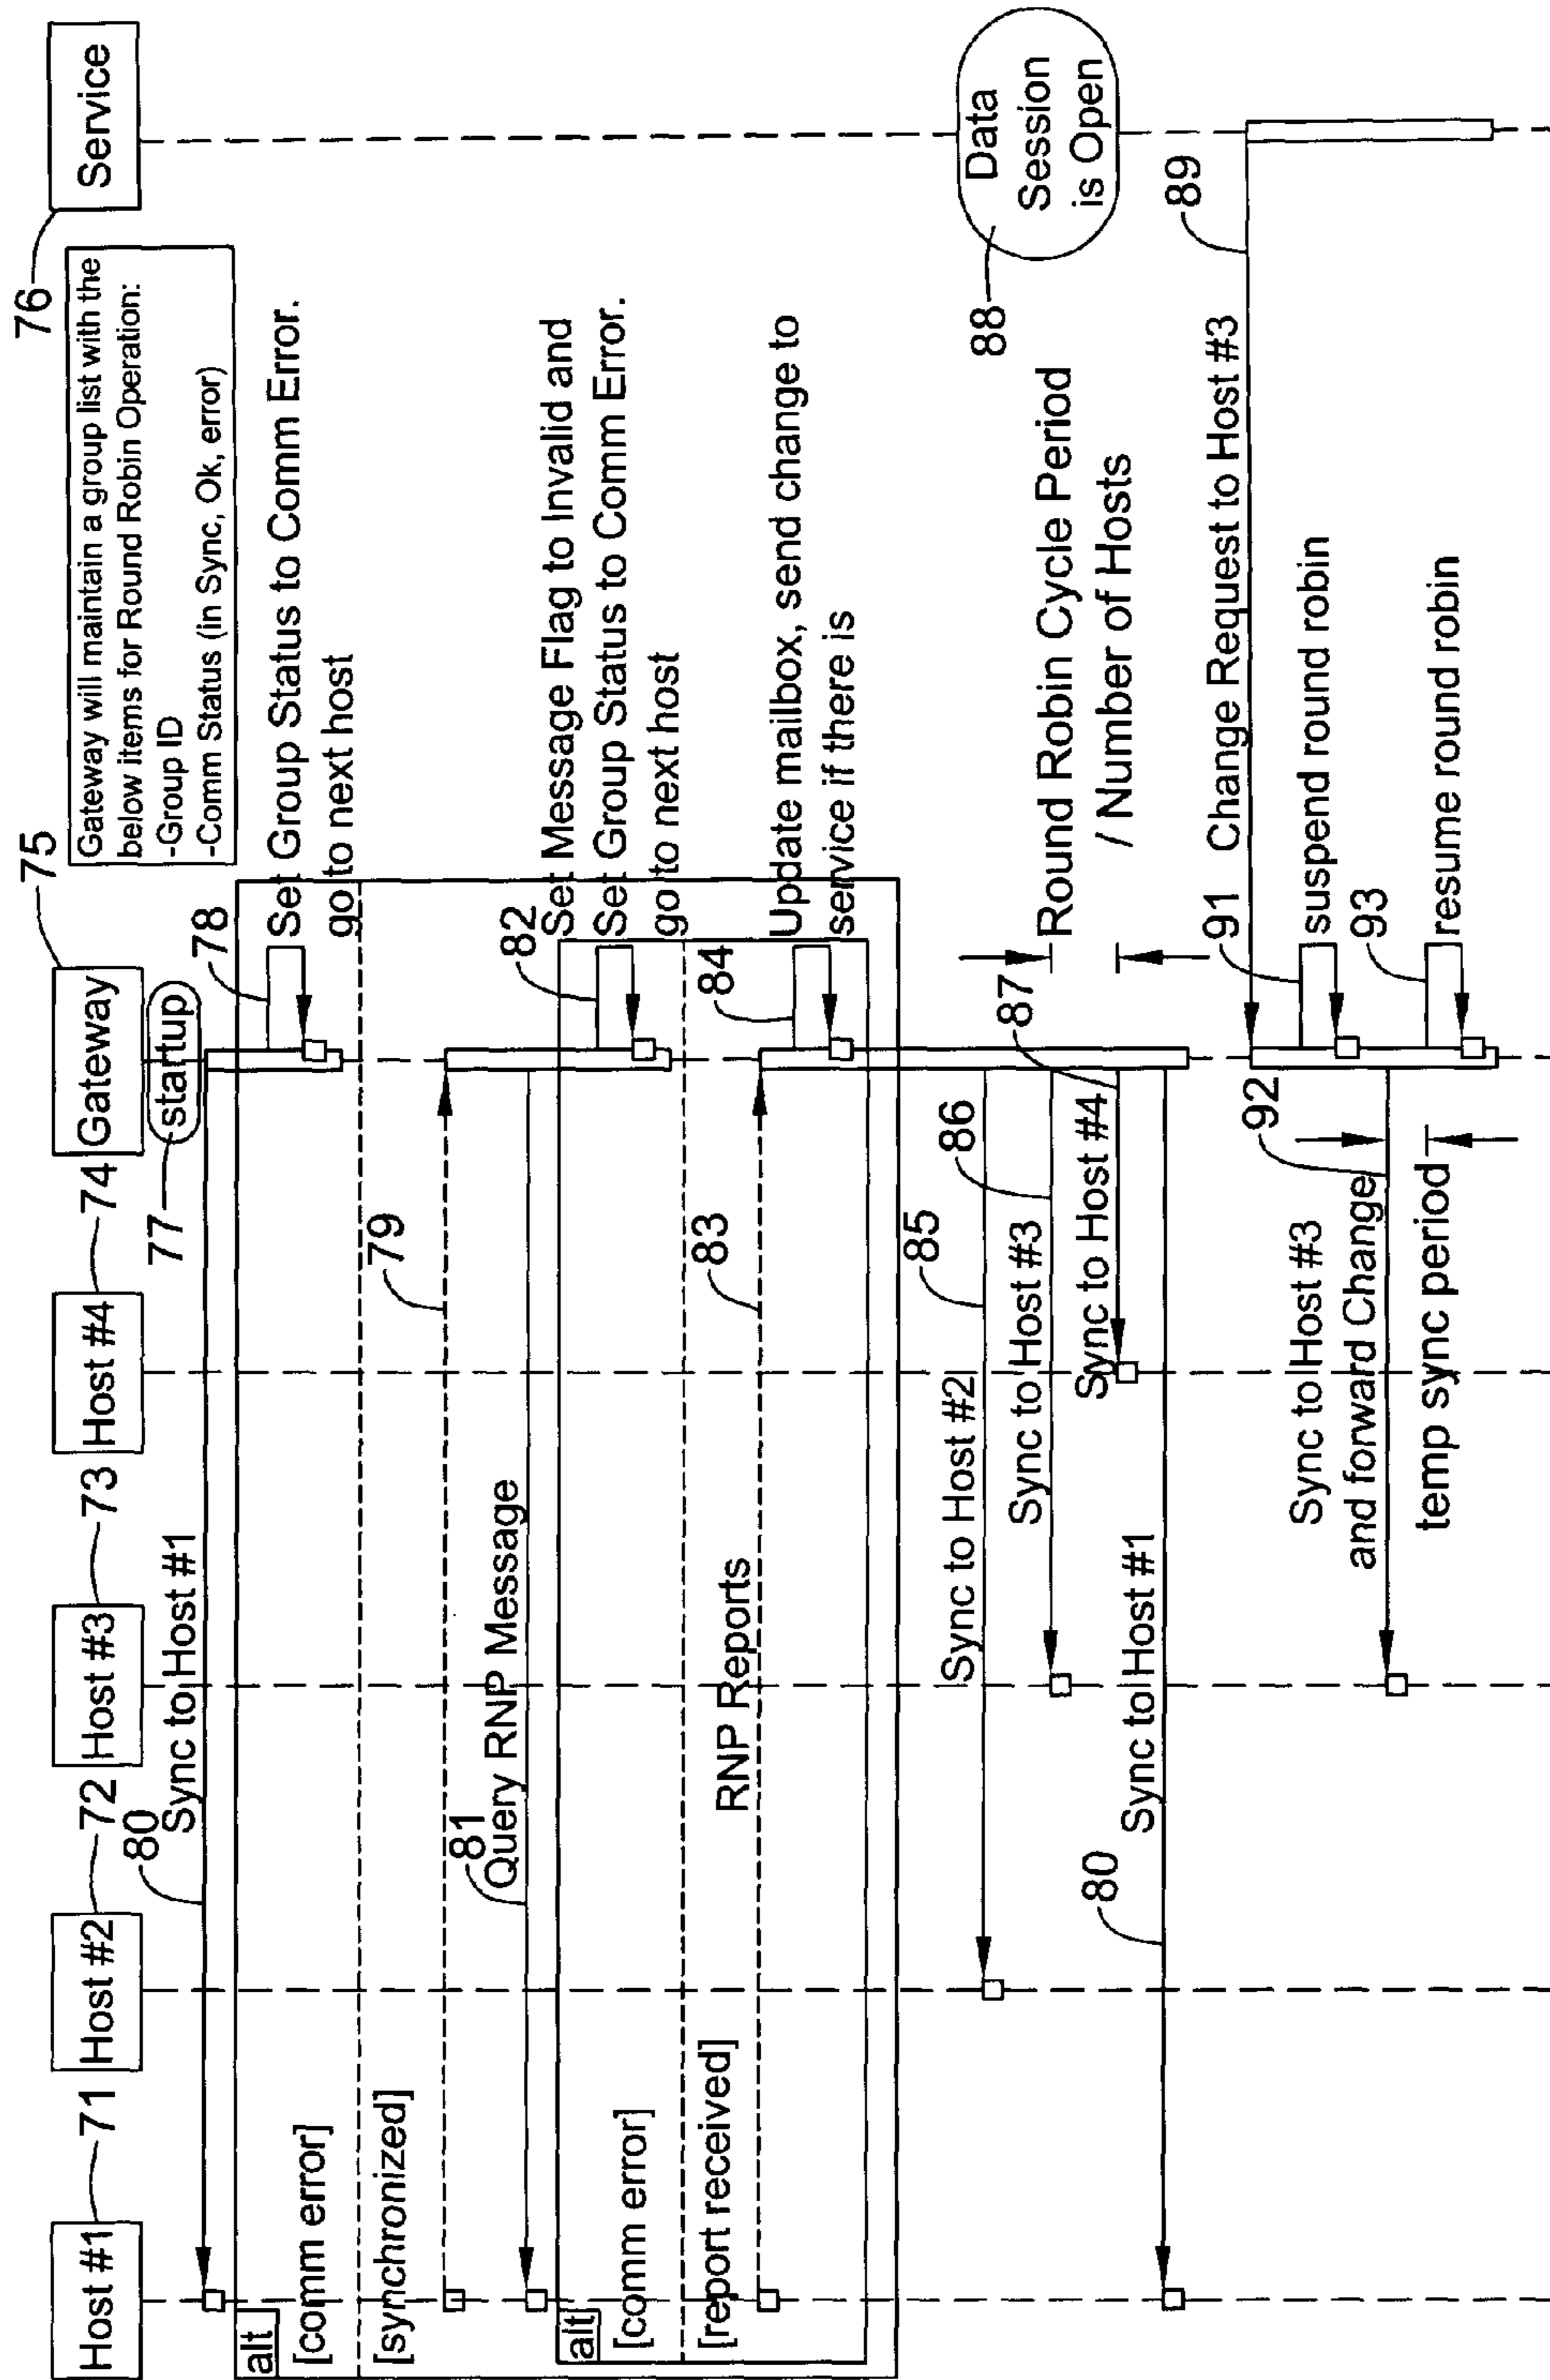 Host #1
71
Host #2
72
Host #3
73
Host #4
74
Gateway
75
Service
76
startup
77
Gateway will maintain a group list with the
below items for Round Robin Operation:
-Group ID
-Comm Status (in Sync, Ok, error)
80
Sync to Host #1
alt
[comm error]
78
Set Group Status to Comm Error.
go to next host
[synchronized]
79
81
Query RNP Message
alt
[comm error]
82
Set Message Flag to Invalid and
Set Group Status to Comm Error.
go to next host
[report received]
RNP Reports
83
84
Update mailbox, send change to
service if there is
Sync to Host #2
85
Sync to Host #3
86
Sync to Host #4
87
Round Robin Cycle Period
/ Number of Hosts
88
Data
Session
is Open
80
Sync to Host #1
Change Request to Host #3
89
91
suspend round robin
Sync to Host #3
and forward Change
92
temp sync period
93
resume round robin